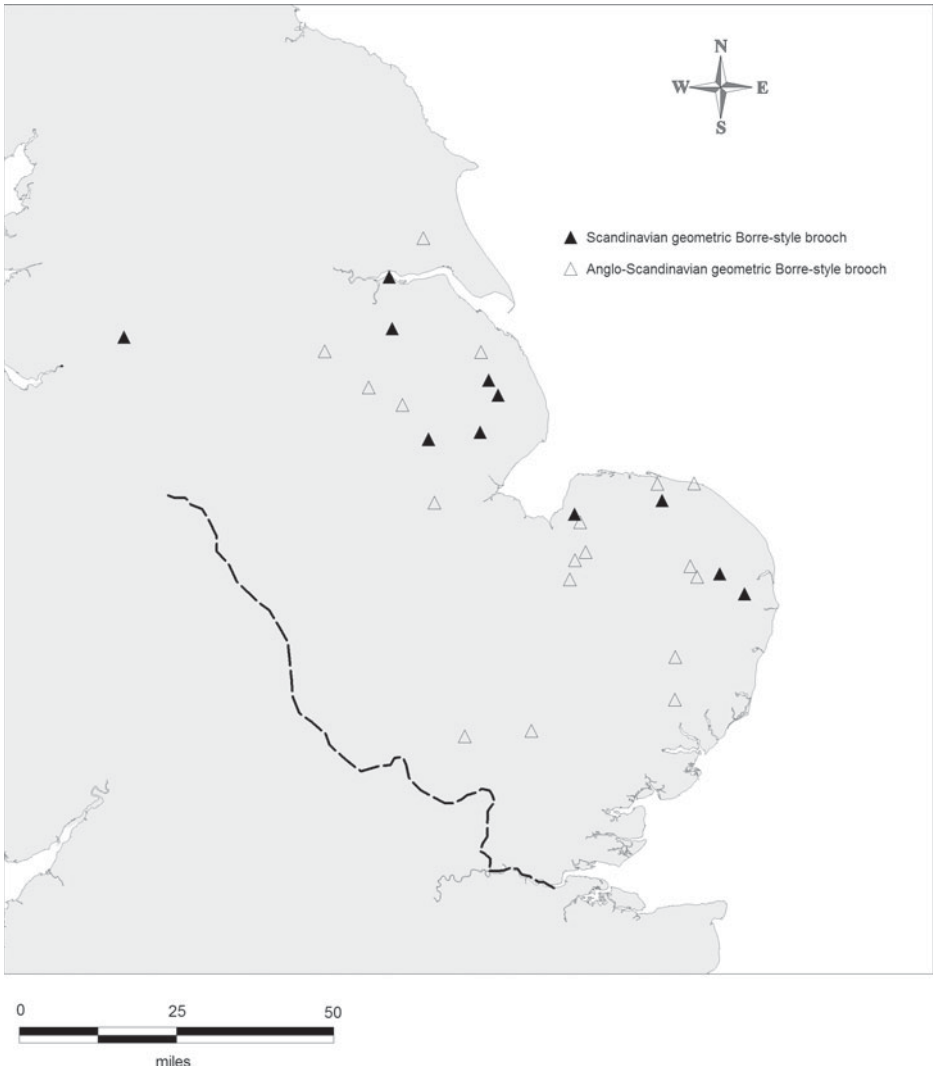 N
W E
S
Scandinavian geometric Borre-style brooch
Anglo-Scandinavian geometric Borre-style brooch
0 25 50
miles